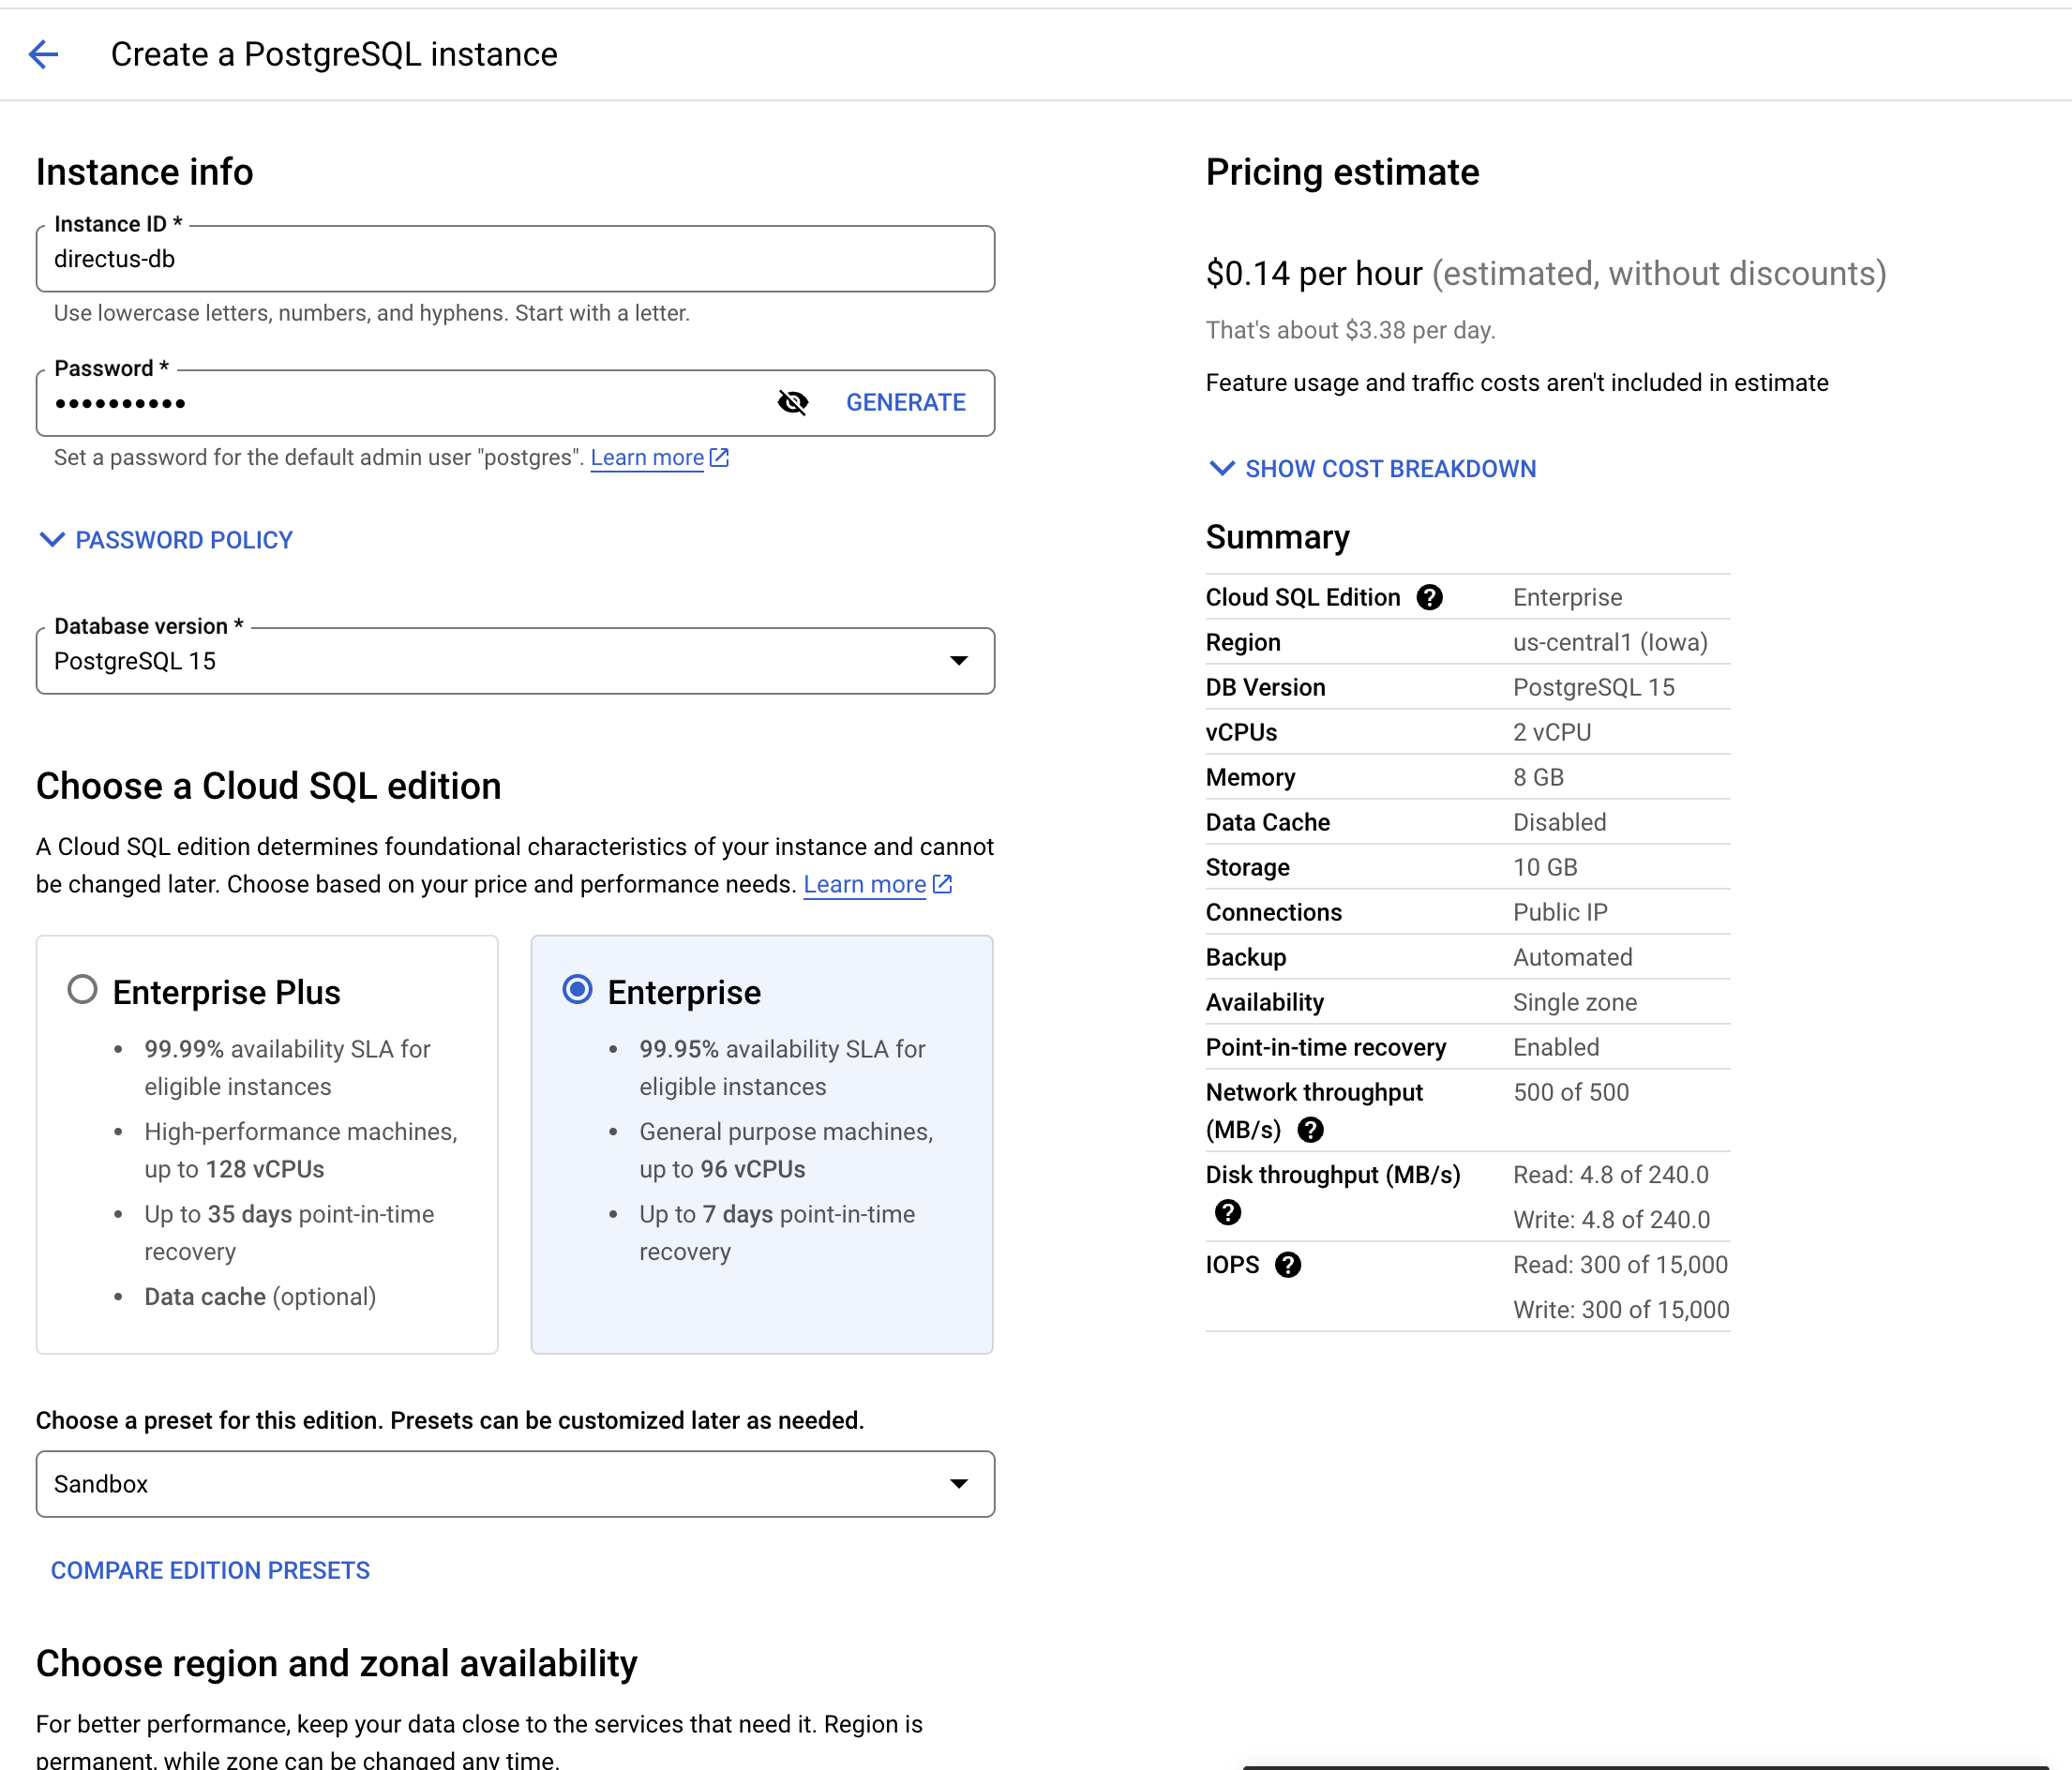 Create a PostgreSQL instance
Instance info
Instance ID *
directus-db
Use lowercase letters, numbers, and hyphens. Start with a letter.
Password *
••••••••••
GENERATE
Set a password for the default admin user "postgres". Learn more
PASSWORD POLICY
Database version *
PostgreSQL 15
Choose a Cloud SQL edition
A Cloud SQL edition determines foundational characteristics of your instance and cannot
be changed later. Choose based on your price and performance needs. Learn more
Enterprise Plus
• 99.99% availability SLA for
eligible instances
• High-performance machines,
up to 128 vCPUs
• Up to 35 days point-in-time
recovery
• Data cache (optional)
Enterprise
• 99.95% availability SLA for
eligible instances
• General purpose machines,
up to 96 vCPUs
• Up to 7 days point-in-time
recovery
Choose a preset for this edition. Presets can be customized later as needed.
Sandbox
COMPARE EDITION PRESETS
Choose region and zonal availability
For better performance, keep your data close to the services that need it. Region is
permanent, while zone can be changed any time.
Pricing estimate
$0.14 per hour (estimated, without discounts)
That's about $3.38 per day.
Feature usage and traffic costs aren't included in estimate
SHOW COST BREAKDOWN
Summary
Cloud SQL Edition ? Enterprise
Region us-central1 (Iowa)
DB Version PostgreSQL 15
vCPUs 2 vCPU
Memory 8 GB
Data Cache Disabled
Storage 10 GB
Connections Public IP
Backup Automated
Availability Single zone
Point-in-time recovery Enabled
Network throughput 500 of 500
(MB/s) ?
Disk throughput (MB/s) Read: 4.8 of 240.0
? Write: 4.8 of 240.0
IOPS ? Read: 300 of 15,000
Write: 300 of 15,000